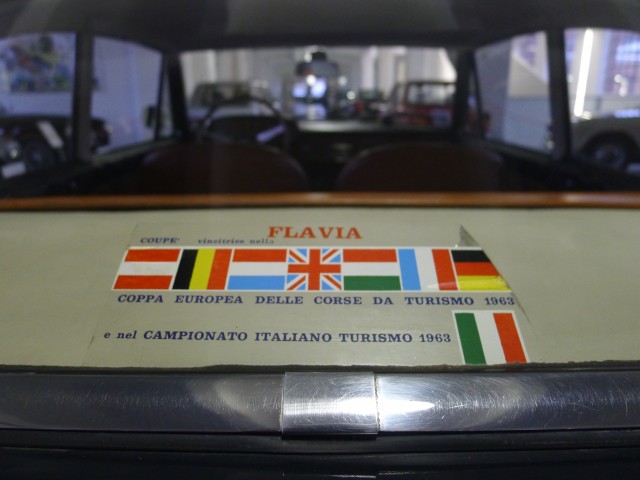 FLAVIA
COUPE' vincitrice nella
COPPA EUROPEA DELLE CORSE DA TURISMO 1963
e nel CAMPIONATO ITALIANO TURISMO 1963